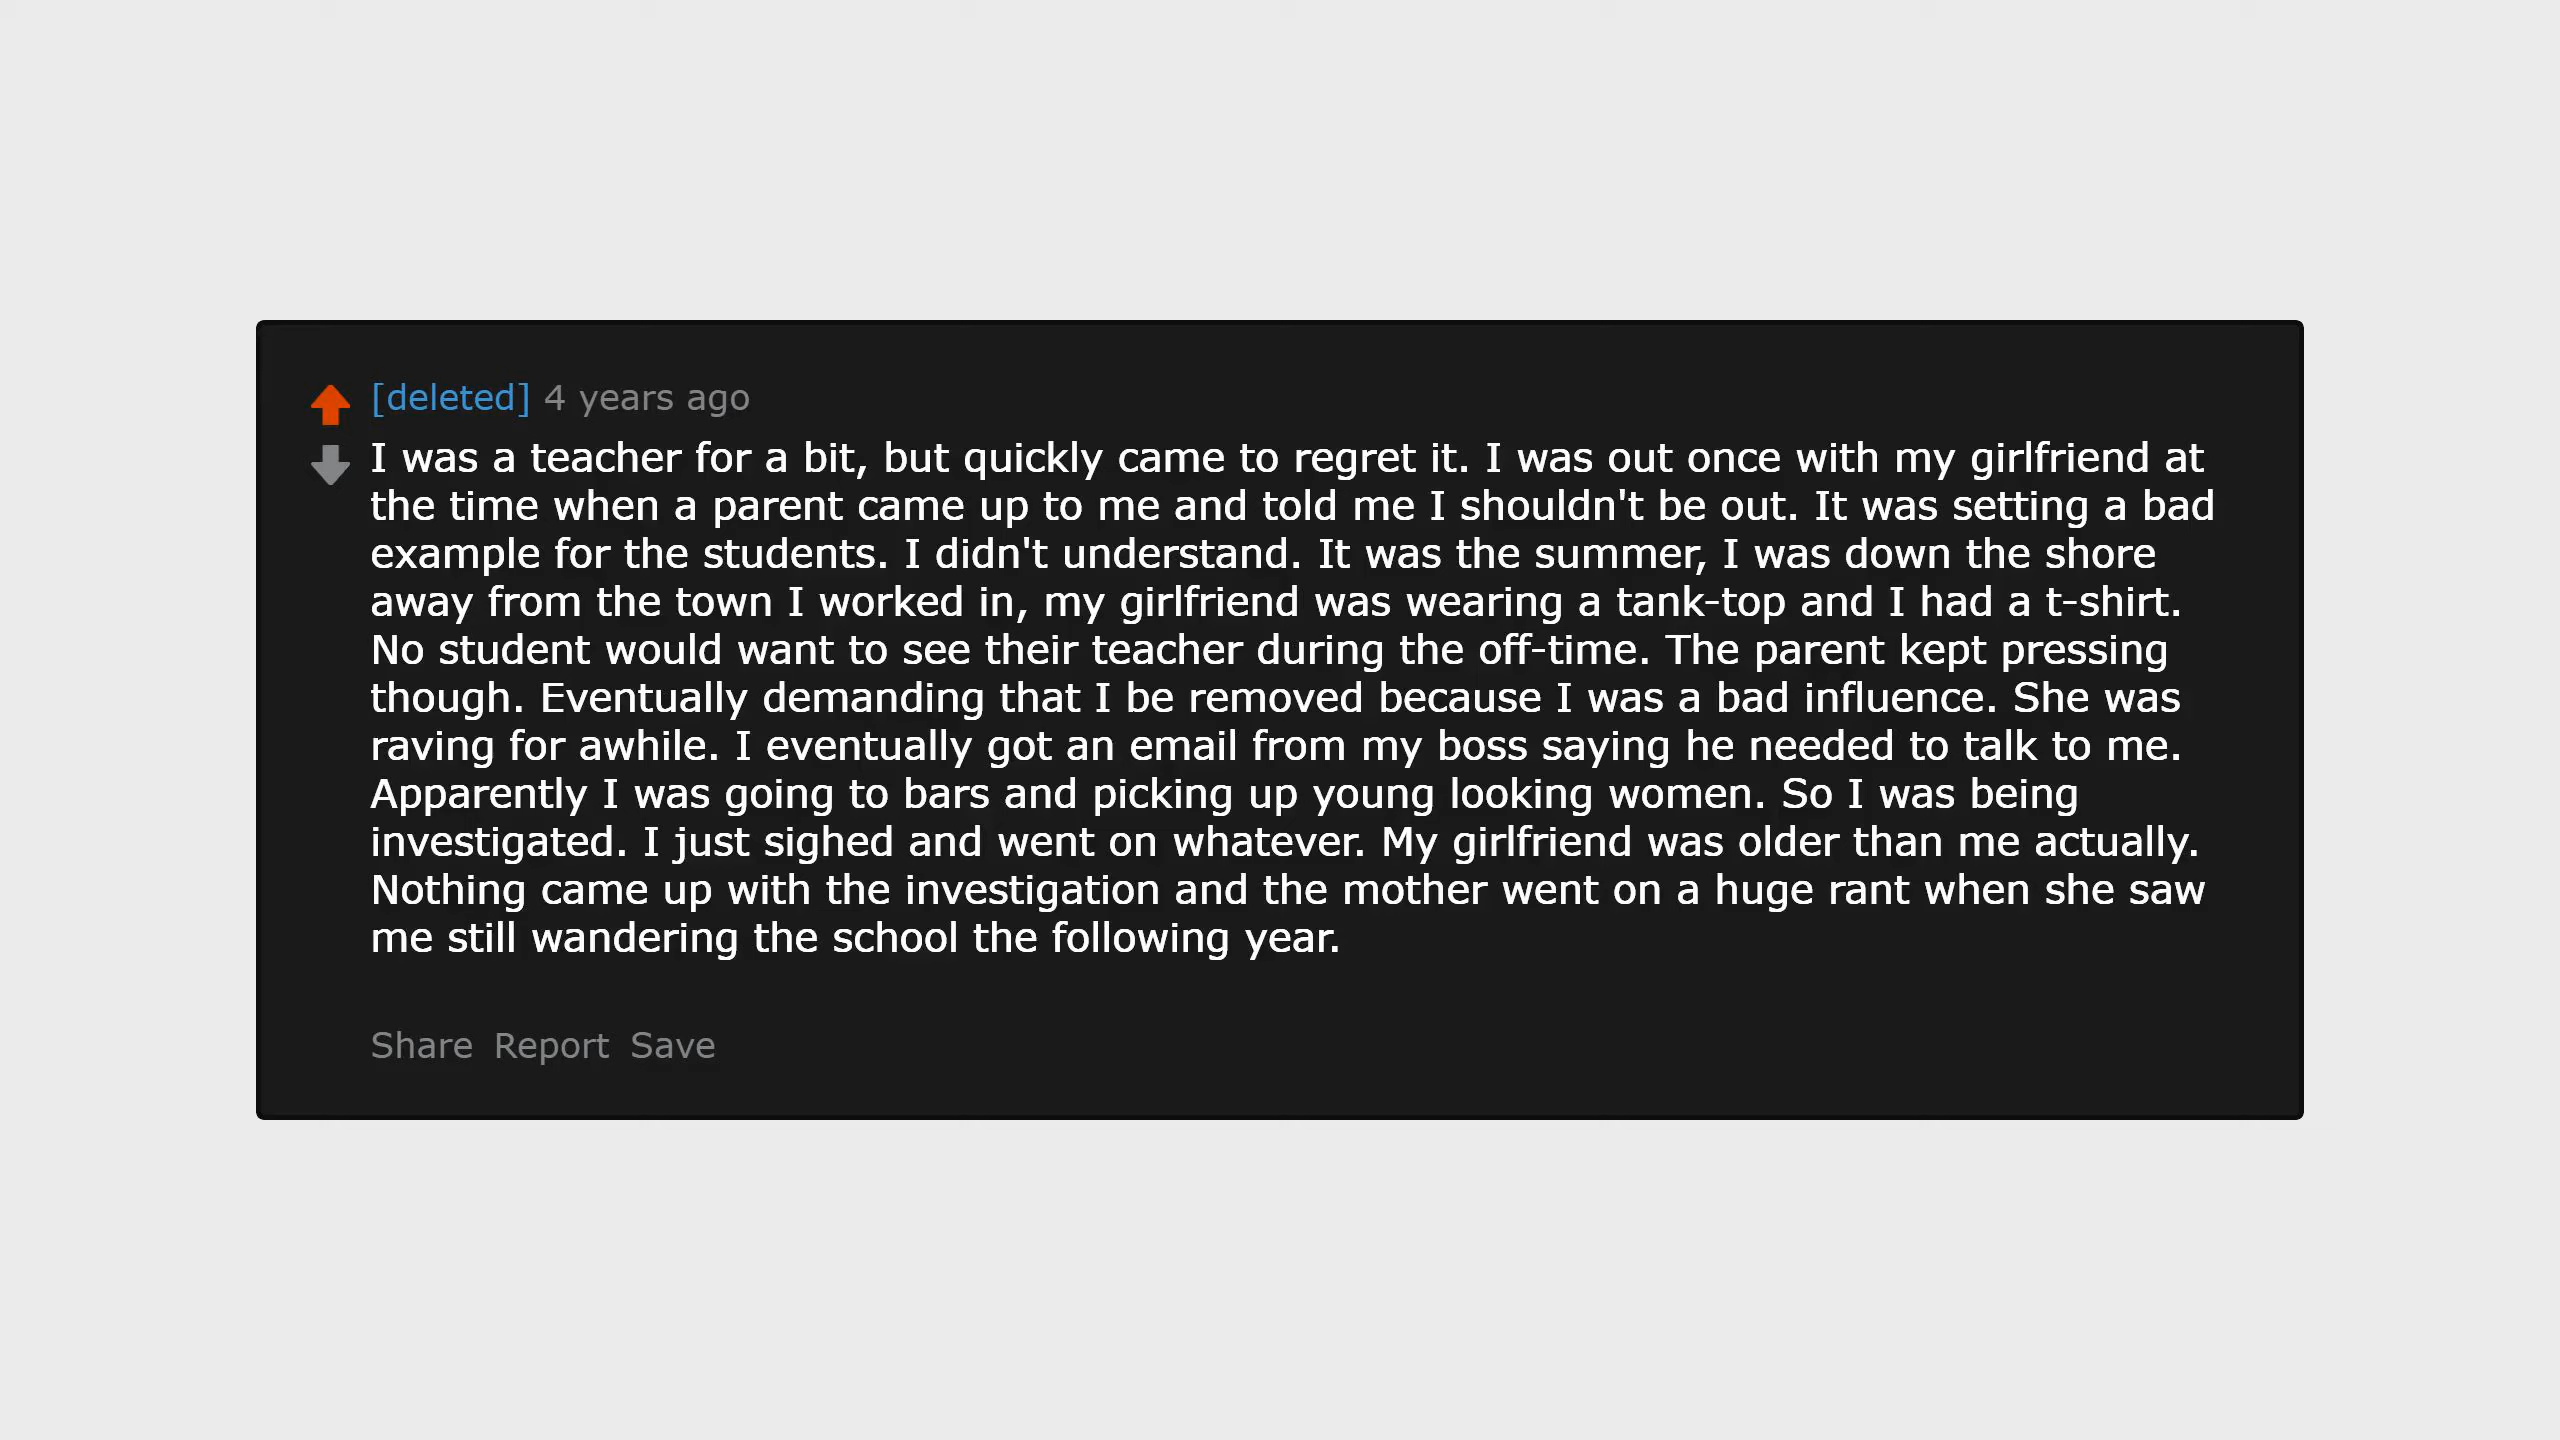 [deleted] 4 years ago
I was a teacher for a bit, but quickly came to regret it. I was out once with my girlfriend at
the time when a parent came up to me and told me I shouldn't be out. It was setting a bad
example for the students. I didn't understand. It was the summer, I was down the shore
away from the town I worked in, my girlfriend was wearing a tank-top and I had a t-shirt.
No student would want to see their teacher during the off-time. The parent kept pressing
though. Eventually demanding that I be removed because I was a bad influence. She was
raving for awhile. I eventually got an email from my boss saying he needed to talk to me.
Apparently I was going to bars and picking up young looking women. So I was being
investigated. I just sighed and went on whatever. My girlfriend was older than me actually.
Nothing came up with the investigation and the mother went on a huge rant when she saw
me still wandering the school the following year.
Share Report Save